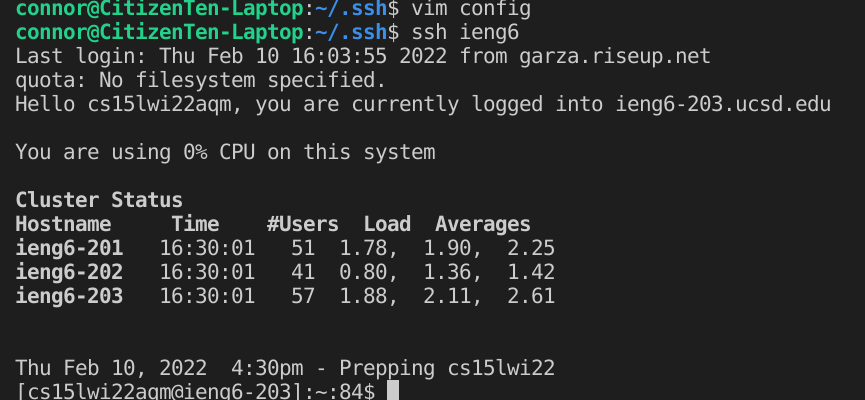 connor@CitizenTen-Laptop:~/.ssh$ vim config
connor@CitizenTen-Laptop:~/.ssh$ ssh ieng6
Last login: Thu Feb 10 16:03:55 2022 from garza.riseup.net
quota: No filesystem specified.
Hello cs15lwi22aqm, you are currently logged into ieng6-203.ucsd.edu
You are using 0% CPU on this system
Cluster Status
Hostname     Time    #Users  Load  Averages
ieng6-201   16:30:01   51  1.78,  1.90,  2.25
ieng6-202   16:30:01   41  0.80,  1.36,  1.42
ieng6-203   16:30:01   57  1.88,  2.11,  2.61
Thu Feb 10, 2022  4:30pm - Prepping cs15lwi22
[cs15lwi22aqm@ieng6-203]:~:84$